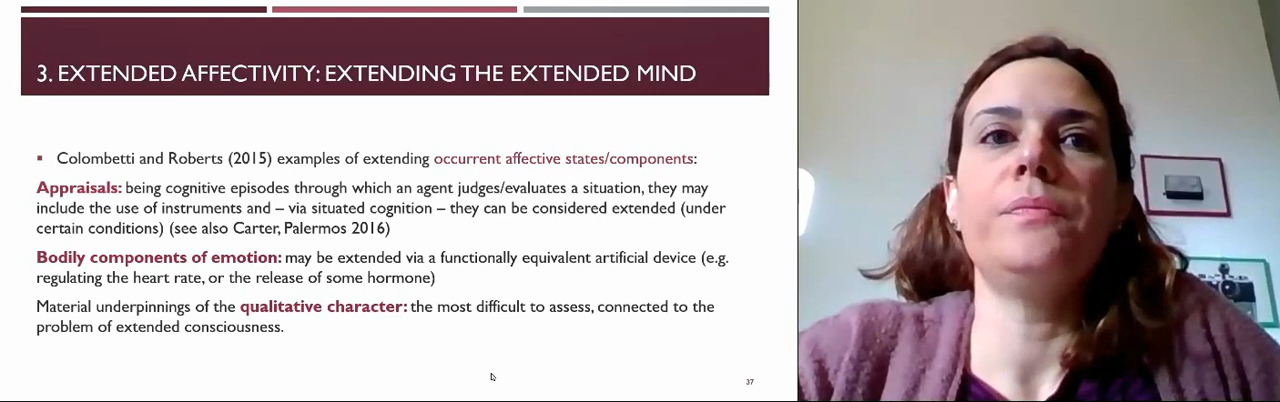 3. EXTENDED AFFECTIVITY: EXTENDING THE EXTENDED MIND
▪ Colombetti and Roberts (2015) examples of extending occurrent affective states/components:
Appraisals: being cognitive episodes through which an agent judges/evaluates a situation, they may
include the use of instruments and – via situated cognition – they can be considered extended (under
certain conditions) (see also Carter, Palermos 2016)
Bodily components of emotion: may be extended via a functionally equivalent artificial device (e.g.
regulating the heart rate, or the release of some hormone)
Material underpinnings of the qualitative character: the most difficult to assess, connected to the
problem of extended consciousness.
37